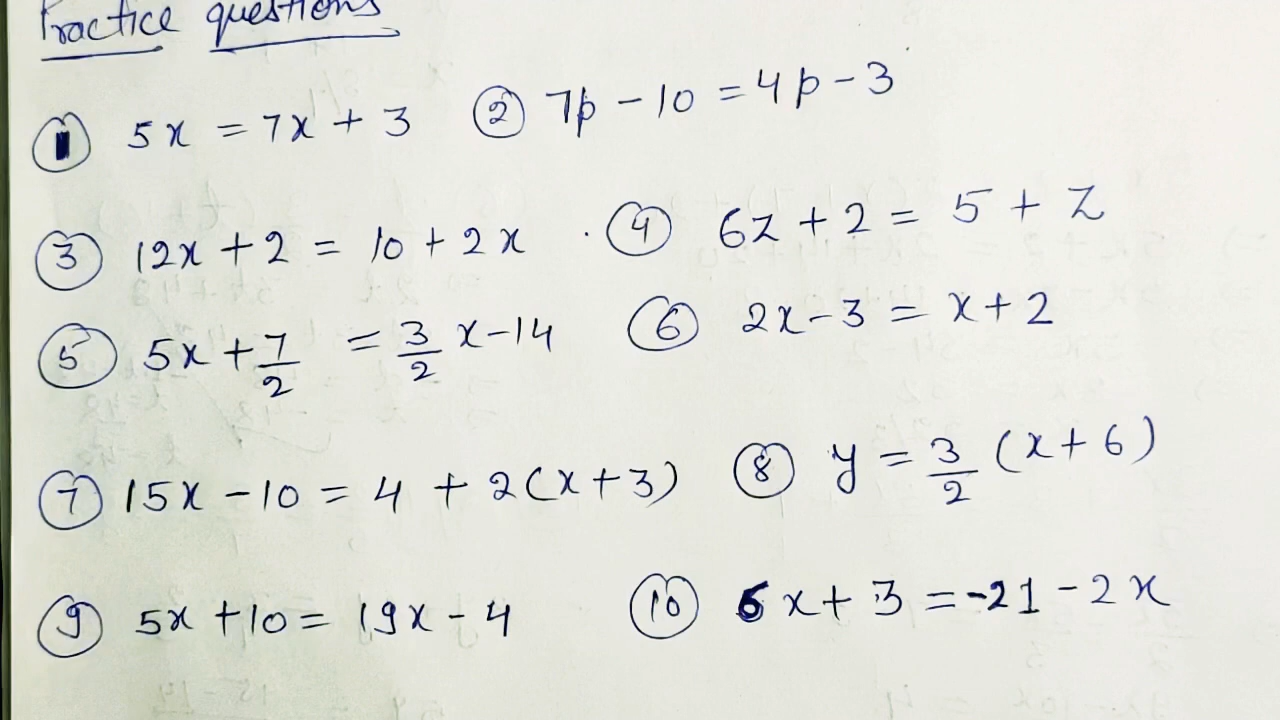 Practice questions
① 5x = 7x + 3 ② 7p - 10 = 4p - 3
③ 12x + 2 = 10 + 2x ④ 6z + 2 = 5 + z
⑤ 5x + 7/2 = 3/2 x - 14 ⑥ 2x - 3 = x + 2
⑦ 15x - 10 = 4 + 2(x + 3) ⑧ y = 3/2 (x + 6)
⑨ 5x + 10 = 19x - 4 ⑩ 6x + 3 = -21 - 2x